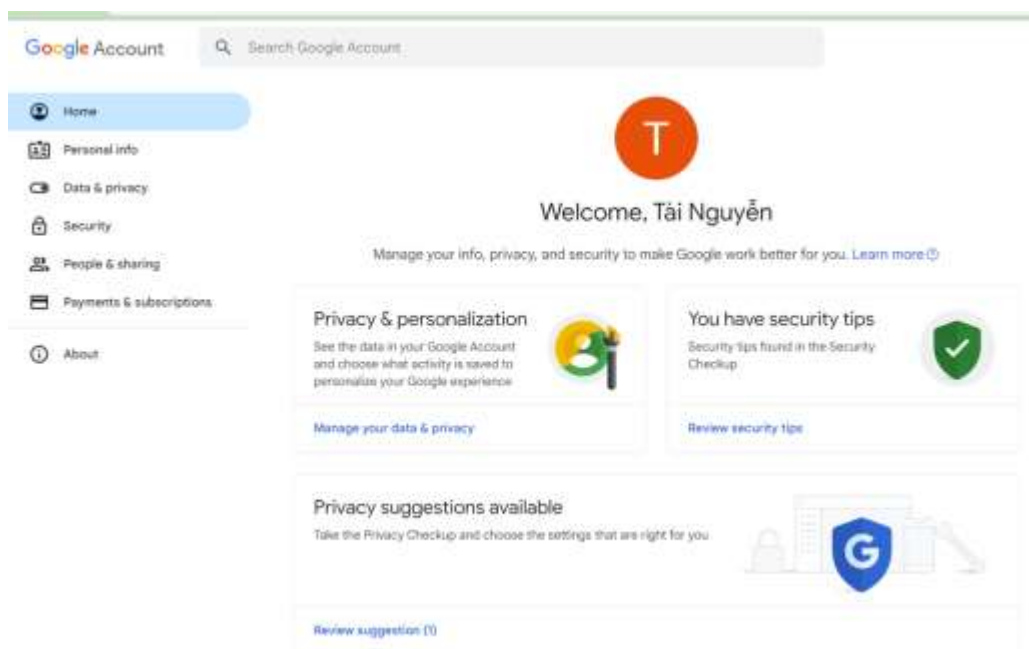 Google Account
Search Google Account
Home
Personal info
Data & privacy
Security
People & sharing
Payments & subscriptions
About
T
Welcome, Tài Nguyễn
Manage your info, privacy, and security to make Google work better for you. Learn more
Privacy & personalization
See the data in your Google Account
and choose what activity is saved to
personalize your Google experience
Manage your data & privacy
You have security tips
Security tips found in the Security
Checkup
Review security tips
Privacy suggestions available
Take the Privacy Checkup and choose the settings that are right for you
G
Review suggestion (1)